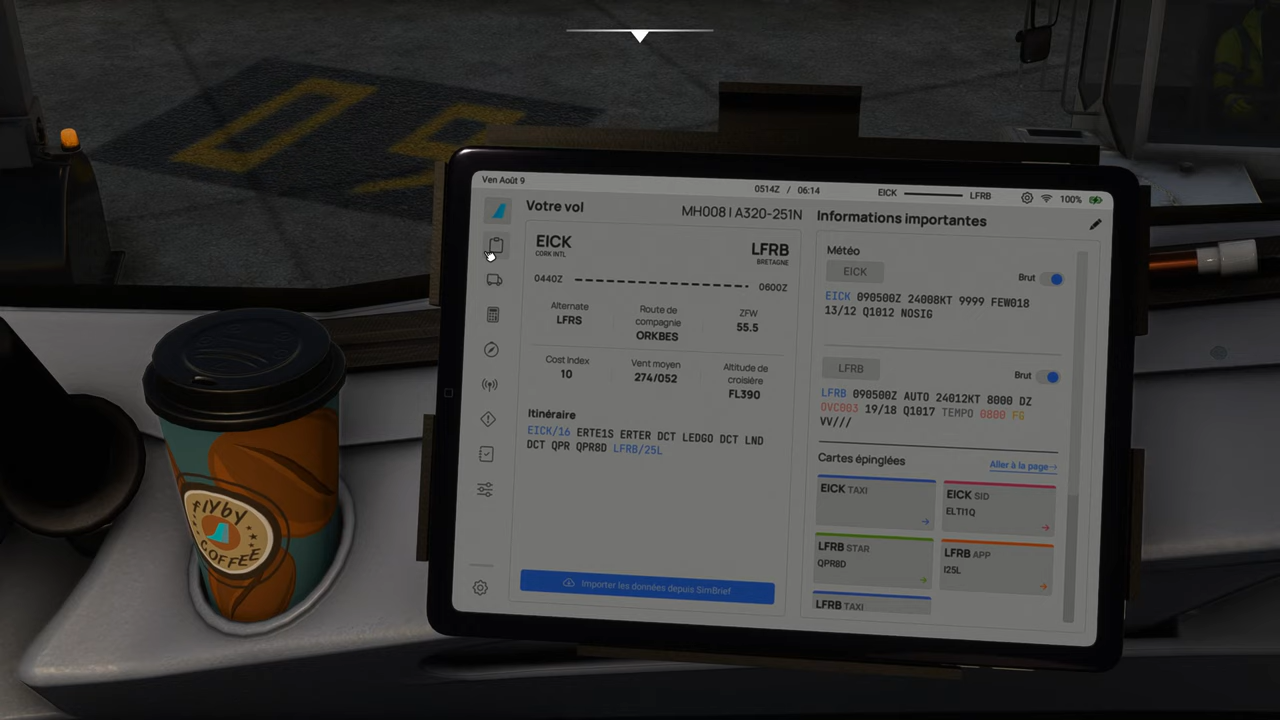 flyby
COFFEE
Ven Août 9
0514Z / 06:14
EICK
LFRB
100%
Votre vol
MH008 | A320-251N
EICK
CORK INTL
LFRB
BRETAGNE
0440Z
0600Z
Alternate
LFRS
Route de
compagnie
ORKBES
ZFW
55.5
Cost Index
10
Vent moyen
274/052
Altitude de
croisière
FL390
Itinéraire
EICK/16 ERTE1S ERTER DCT LEDGO DCT LND
DCT QPR QPR8D LFRB/25L
Importer les données depuis SimBrief
Informations importantes
Météo
EICK
Brut
EICK 090500Z 24008KT 9999 FEW018
13/12 Q1012 NOSIG
LFRB
Brut
LFRB 090500Z AUTO 24012KT 8000 DZ
OVC003 19/18 Q1017 TEMPO 0800 FG
VV///
Cartes épinglées
Aller à la page
EICK TAXI
EICK SID
ELTI1Q
LFRB STAR
QPR8D
LFRB APP
I25L
LFRB TAXI